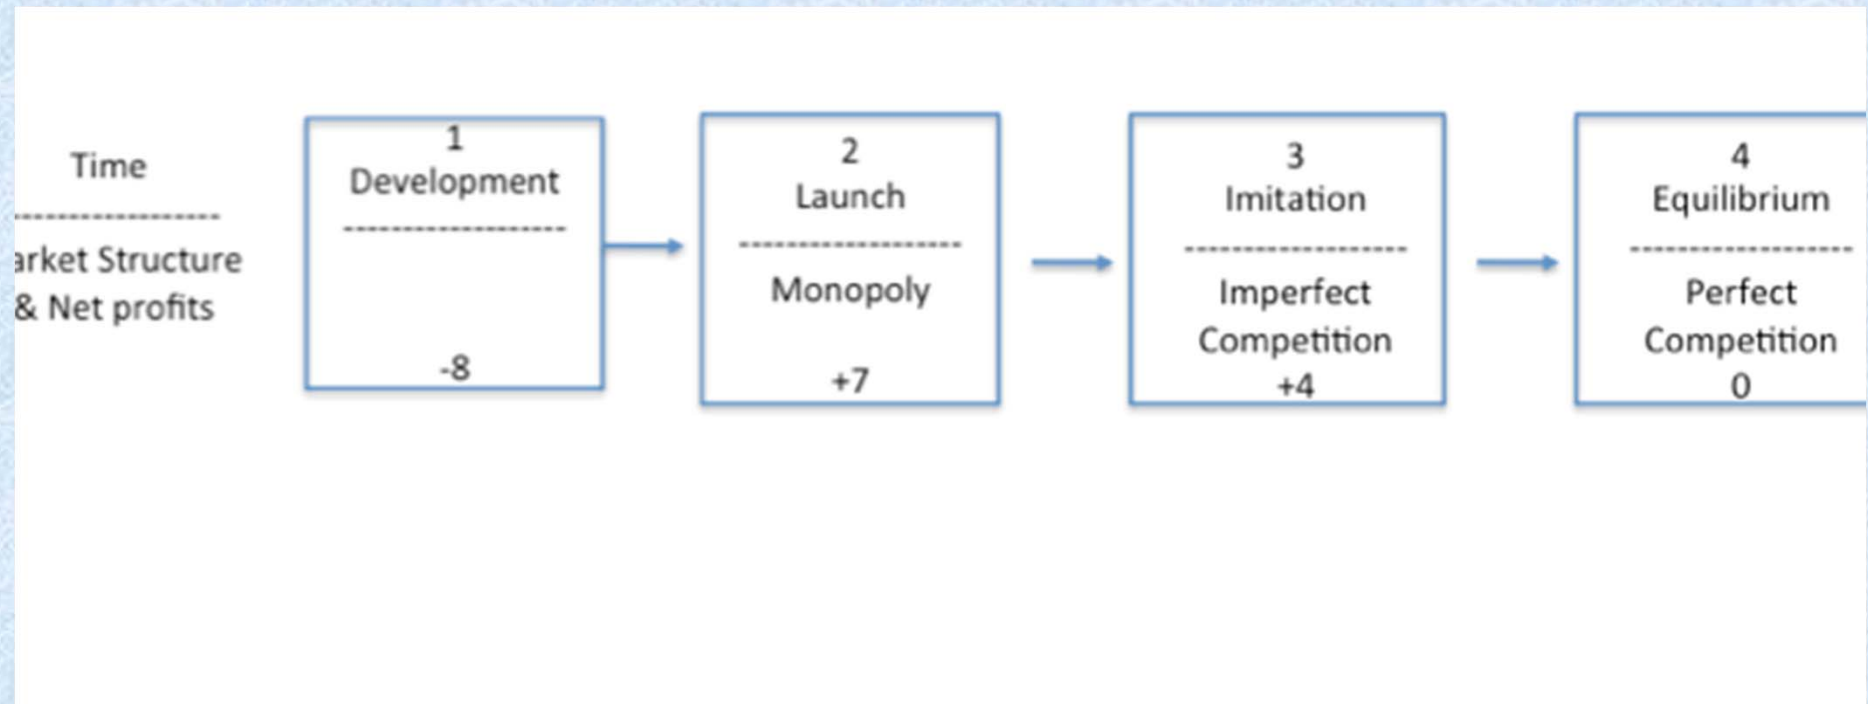 Time
-----------------
arket Structure
& Net profits
1
Development
-----------------
-8
2
Launch
-----------------
Monopoly
+7
3
Imitation
-----------------
Imperfect
Competition
+4
4
Equilibrium
-----------------
Perfect
Competition
0